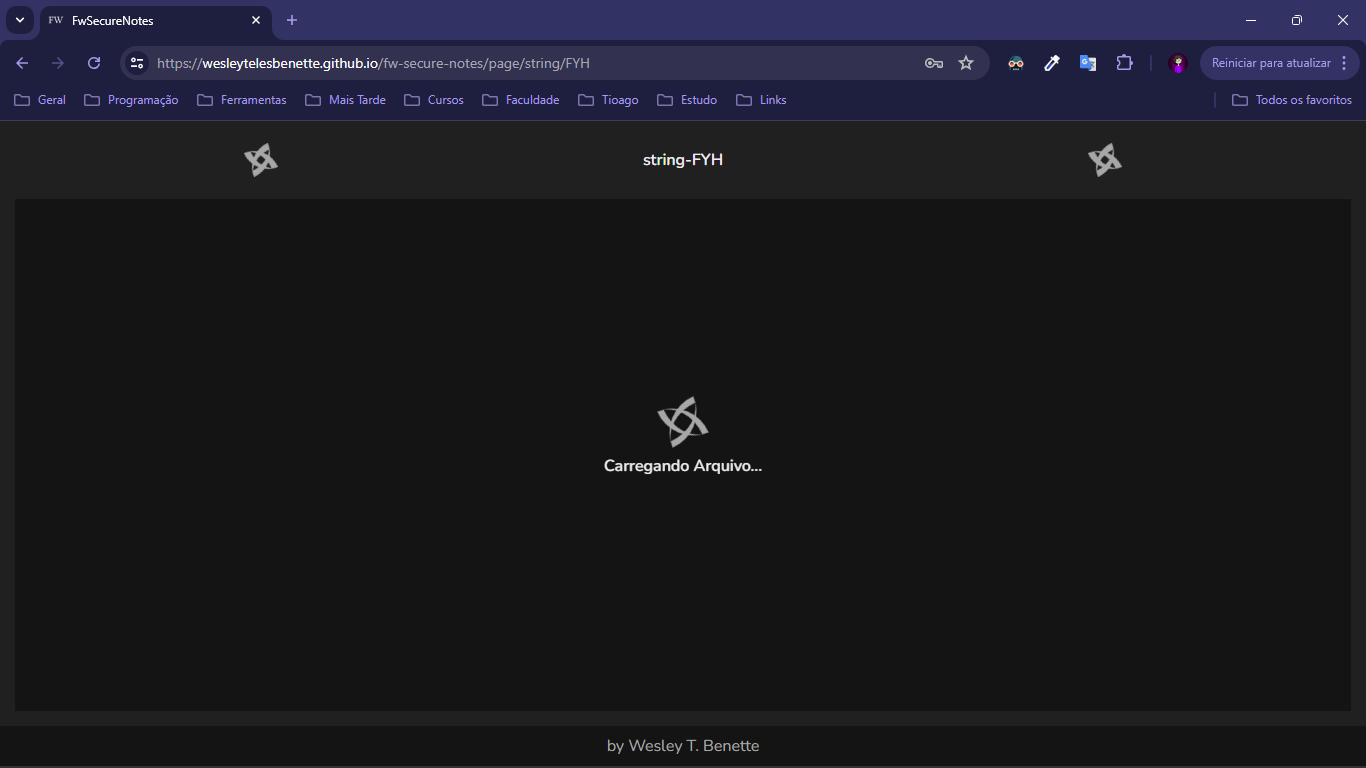 FW FwSecureNotes
https://wesleytelesbenette.github.io/fw-secure-notes/page/string/FYH
Reiniciar para atualizar
Geral Programação Ferramentas Mais Tarde Cursos Faculdade Tioago Estudo Links Todos os favoritos
string-FYH
Carregando Arquivo...
by Wesley T. Benette